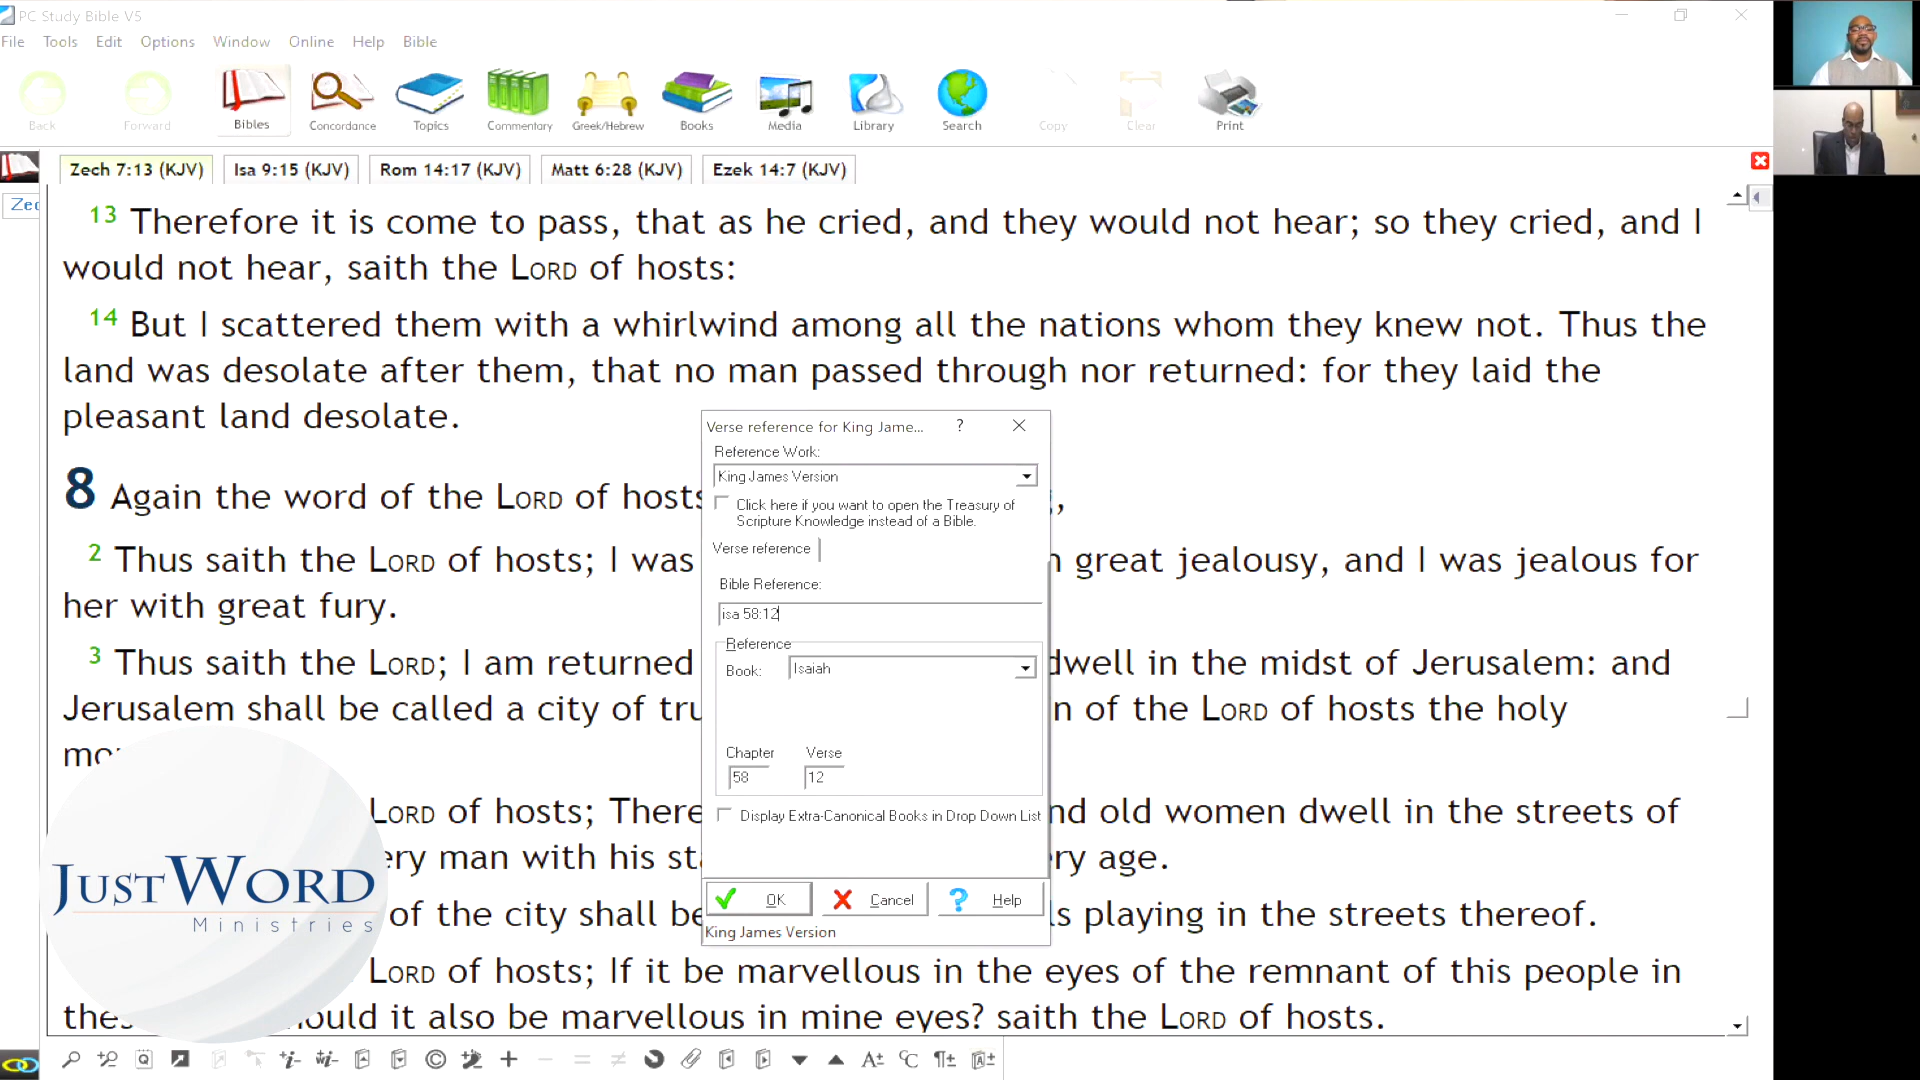 PC Study Bible V5
File Tools Edit Options Window Online Help Bible
Back Forward Bibles Concordance Topics Commentary Greek/Hebrew Books Media Library Search Copy Clear Print
Zech 7:13 (KJV) Isa 9:15 (KJV) Rom 14:17 (KJV) Matt 6:28 (KJV) Ezek 14:7 (KJV)
Zec
13 Therefore it is come to pass, that as he cried, and they would not hear; so they cried, and I
would not hear, saith the LORD of hosts:
14 But I scattered them with a whirlwind among all the nations whom they knew not. Thus the
land was desolate after them, that no man passed through nor returned: for they laid the
pleasant land desolate.
8 Again the word of the LORD of hosts
2 Thus saith the LORD of hosts; I was great jealousy, and I was jealous for
her with great fury.
3 Thus saith the LORD; I am returned dwell in the midst of Jerusalem: and
Jerusalem shall be called a city of tru n of the LORD of hosts the holy
mo
LORD of hosts; There nd old women dwell in the streets of
ery man with his sta ry age.
of the city shall be ls playing in the streets thereof.
LORD of hosts; If it be marvellous in the eyes of the remnant of this people in
thes ould it also be marvellous in mine eyes? saith the LORD of hosts.
Verse reference for King Jame... ?
Reference Work:
King James Version
Click here if you want to open the Treasury of
Scripture Knowledge instead of a Bible.
Verse reference
Bible Reference:
isa 58:12
Reference
Book: Isaiah
Chapter Verse
58 12
Display Extra-Canonical Books in Drop Down List
OK Cancel Help
King James Version
JUSTWORD
Ministries